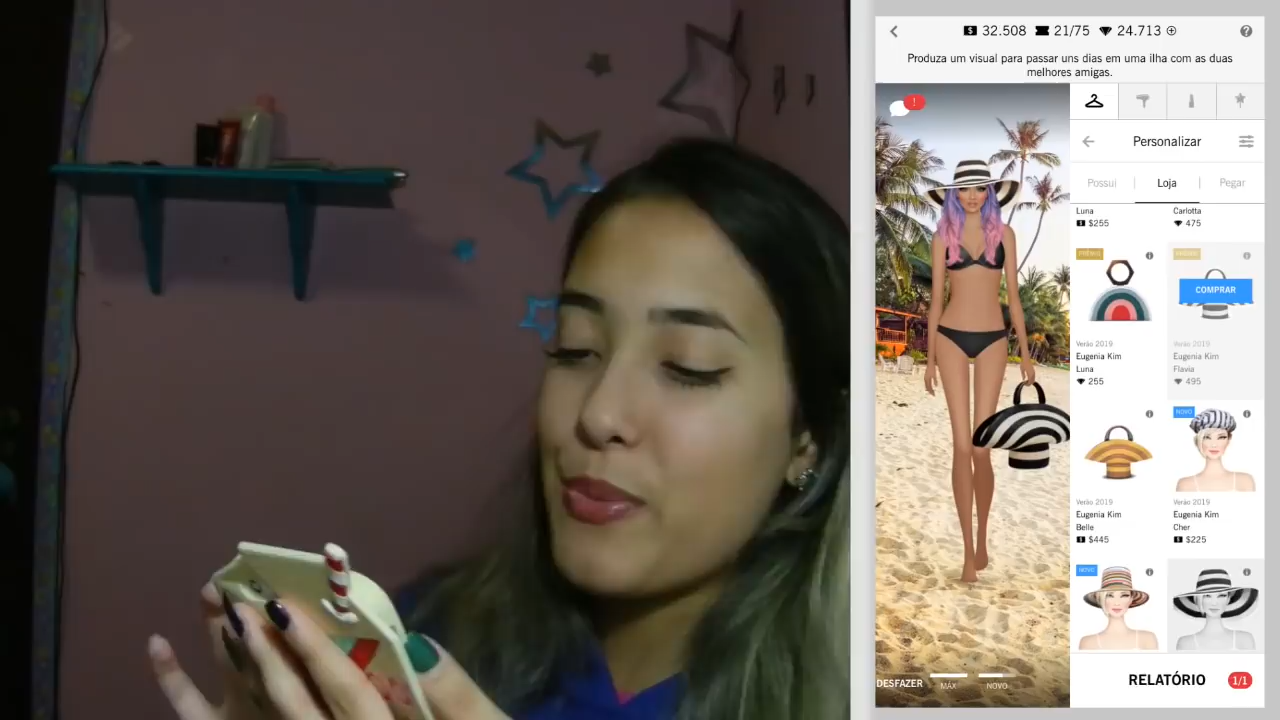 32.508 21/75 24.713
Produza um visual para passar uns dias em uma ilha com as duas
melhores amigas.
!
Personalizar
Possui Loja Pegar
Luna Carlotta
$255 475
PRÊMIO
COMPRAR
Verão 2019 Verão 2019
Eugenia Kim Eugenia Kim
Luna Flavia
255 495
NOVO
Verão 2019 Verão 2019
Eugenia Kim Eugenia Kim
Belle Cher
$445 $225
NOVO
DESFAZER MÁX NOVO
RELATÓRIO 1/1